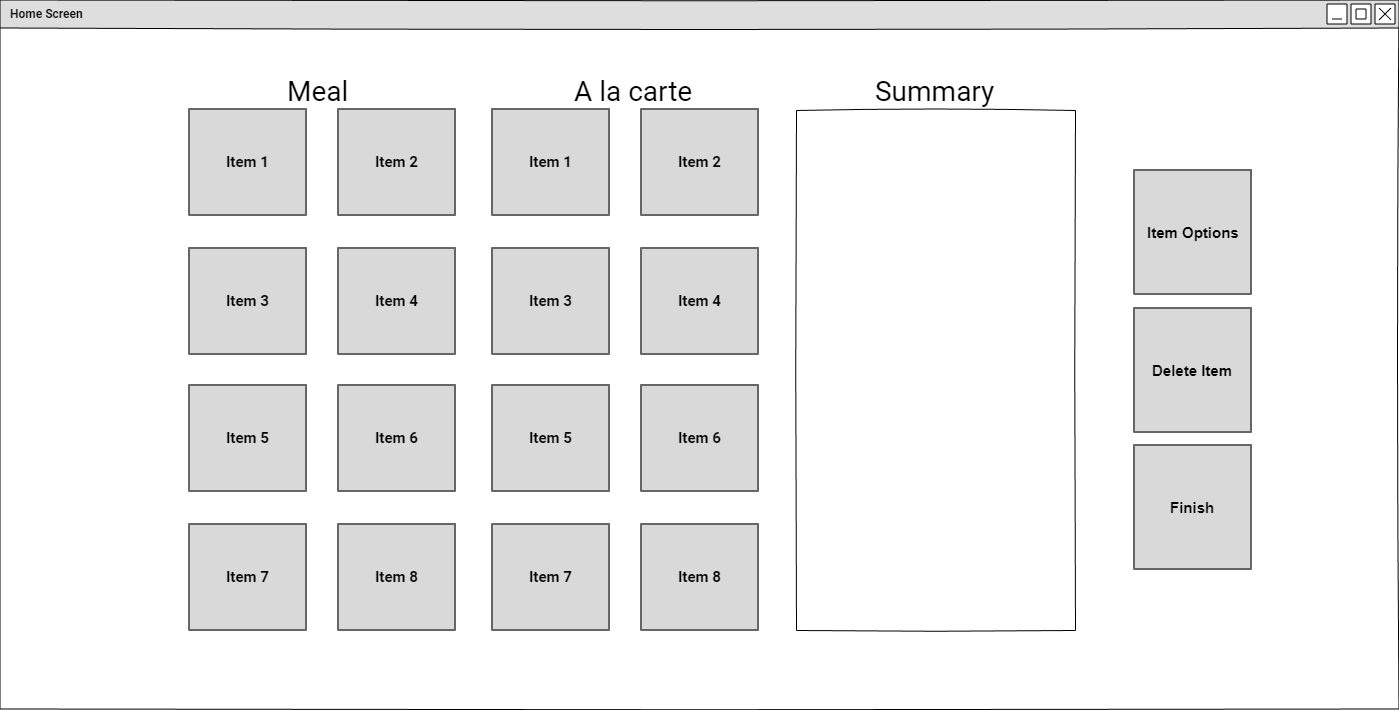 Home Screen
Meal
A la carte
Summary
Item 1
Item 2
Item 1
Item 2
Item 3
Item 4
Item 3
Item 4
Item 5
Item 6
Item 5
Item 6
Item 7
Item 8
Item 7
Item 8
Item Options
Delete Item
Finish